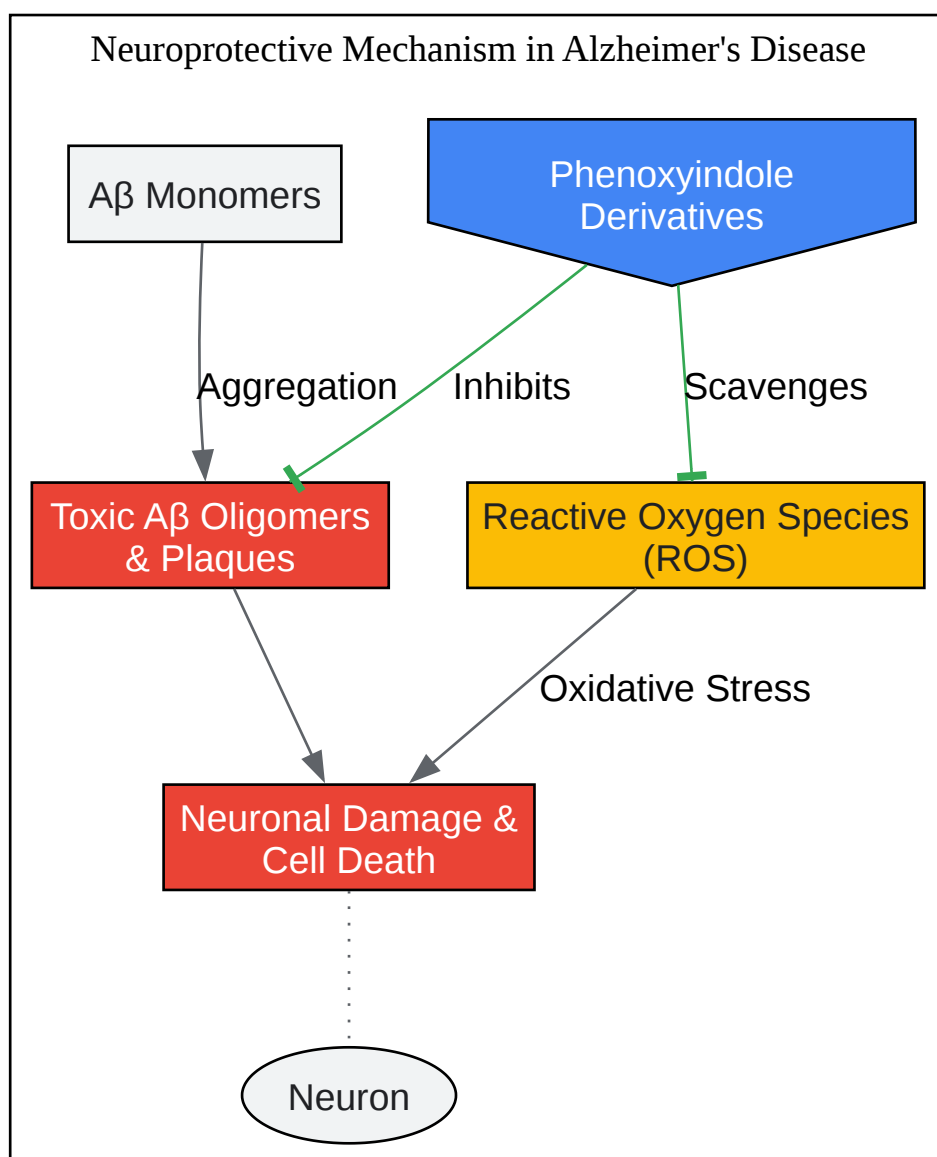 Neuroprotective Mechanism in Alzheimer's Disease
Aβ Monomers
Phenoxyindole
Derivatives
Aggregation
Inhibits
Scavenges
Toxic Aβ Oligomers
& Plaques
Reactive Oxygen Species
(ROS)
Oxidative Stress
Neuronal Damage &
Cell Death
Neuron